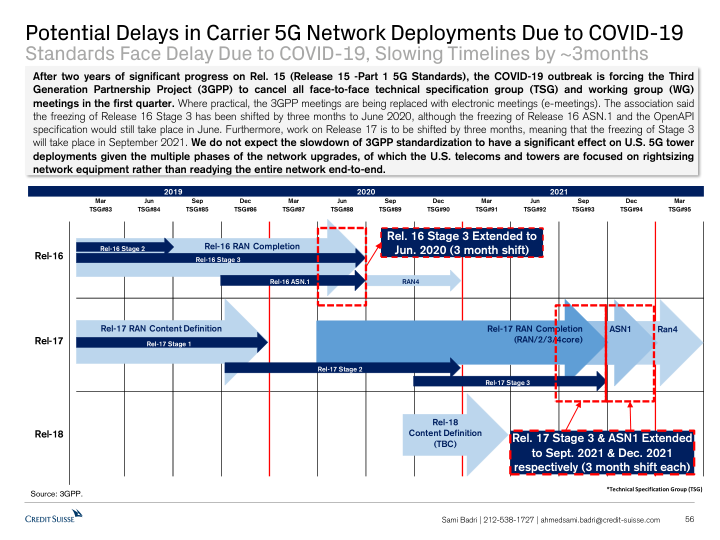 Potential Delays in Carrier 5G Network Deployments Due to COVID-19
Standards Face Delay Due to COVID-19, Slowing Timelines by ~3months
After two years of significant progress on Rel. 15 (Release 15 -Part 1 5G Standards), the COVID-19 outbreak is forcing the Third
Generation Partnership Project (3GPP) to cancel all face-to-face technical specification group (TSG) and working group (WG)
meetings in the first quarter. Where practical, the 3GPP meetings are being replaced with electronic meetings (e-meetings). The association said
the freezing of Release 16 Stage 3 has been shifted by three months to June 2020, although the freezing of Release 16 ASN.1 and the OpenAPI
specification would still take place in June. Furthermore, work on Release 17 is to be shifted by three months, meaning that the freezing of Stage 3
will take place in September 2021. We do not expect the slowdown of 3GPP standardization to have a significant effect on U.S. 5G tower
deployments given the multiple phases of the network upgrades, of which the U.S. telecoms and towers are focused on rightsizing
network equipment rather than readying the entire network end-to-end.
2019 2020 2021
Mar Jun Sep Dec Mar Jun Sep Dec Mar Jun Sep Dec Mar
TSG#83 TSG#84 TSG#85 TSG#86 TSG#87 TSG#88 TSG#89 TSG#90 TSG#91 TSG#92 TSG#93 TSG#94 TSG#95
Rel-16
Rel-16 Stage 2
Rel-16 RAN Completion
Rel-16 Stage 3
Rel-16 ASN.1
RAN4
Rel. 16 Stage 3 Extended to
Jun. 2020 (3 month shift)
Rel-17
Rel-17 RAN Content Definition
Rel-17 Stage 1
Rel-17 RAN Completion
(RAN/2/3/4core)
ASN1
Ran4
Rel-17 Stage 2
Rel-17 Stage 3
Rel-18
Rel-18
Content Definition
(TBC)
Rel. 17 Stage 3 & ASN1 Extended
to Sept. 2021 & Dec. 2021
respectively (3 month shift each)
Source: 3GPP.
*Technical Specification Group (TSG)
CREDIT SUISSE
Sami Badri | 212-538-1727 | ahmedsami.badri@credit-suisse.com 56